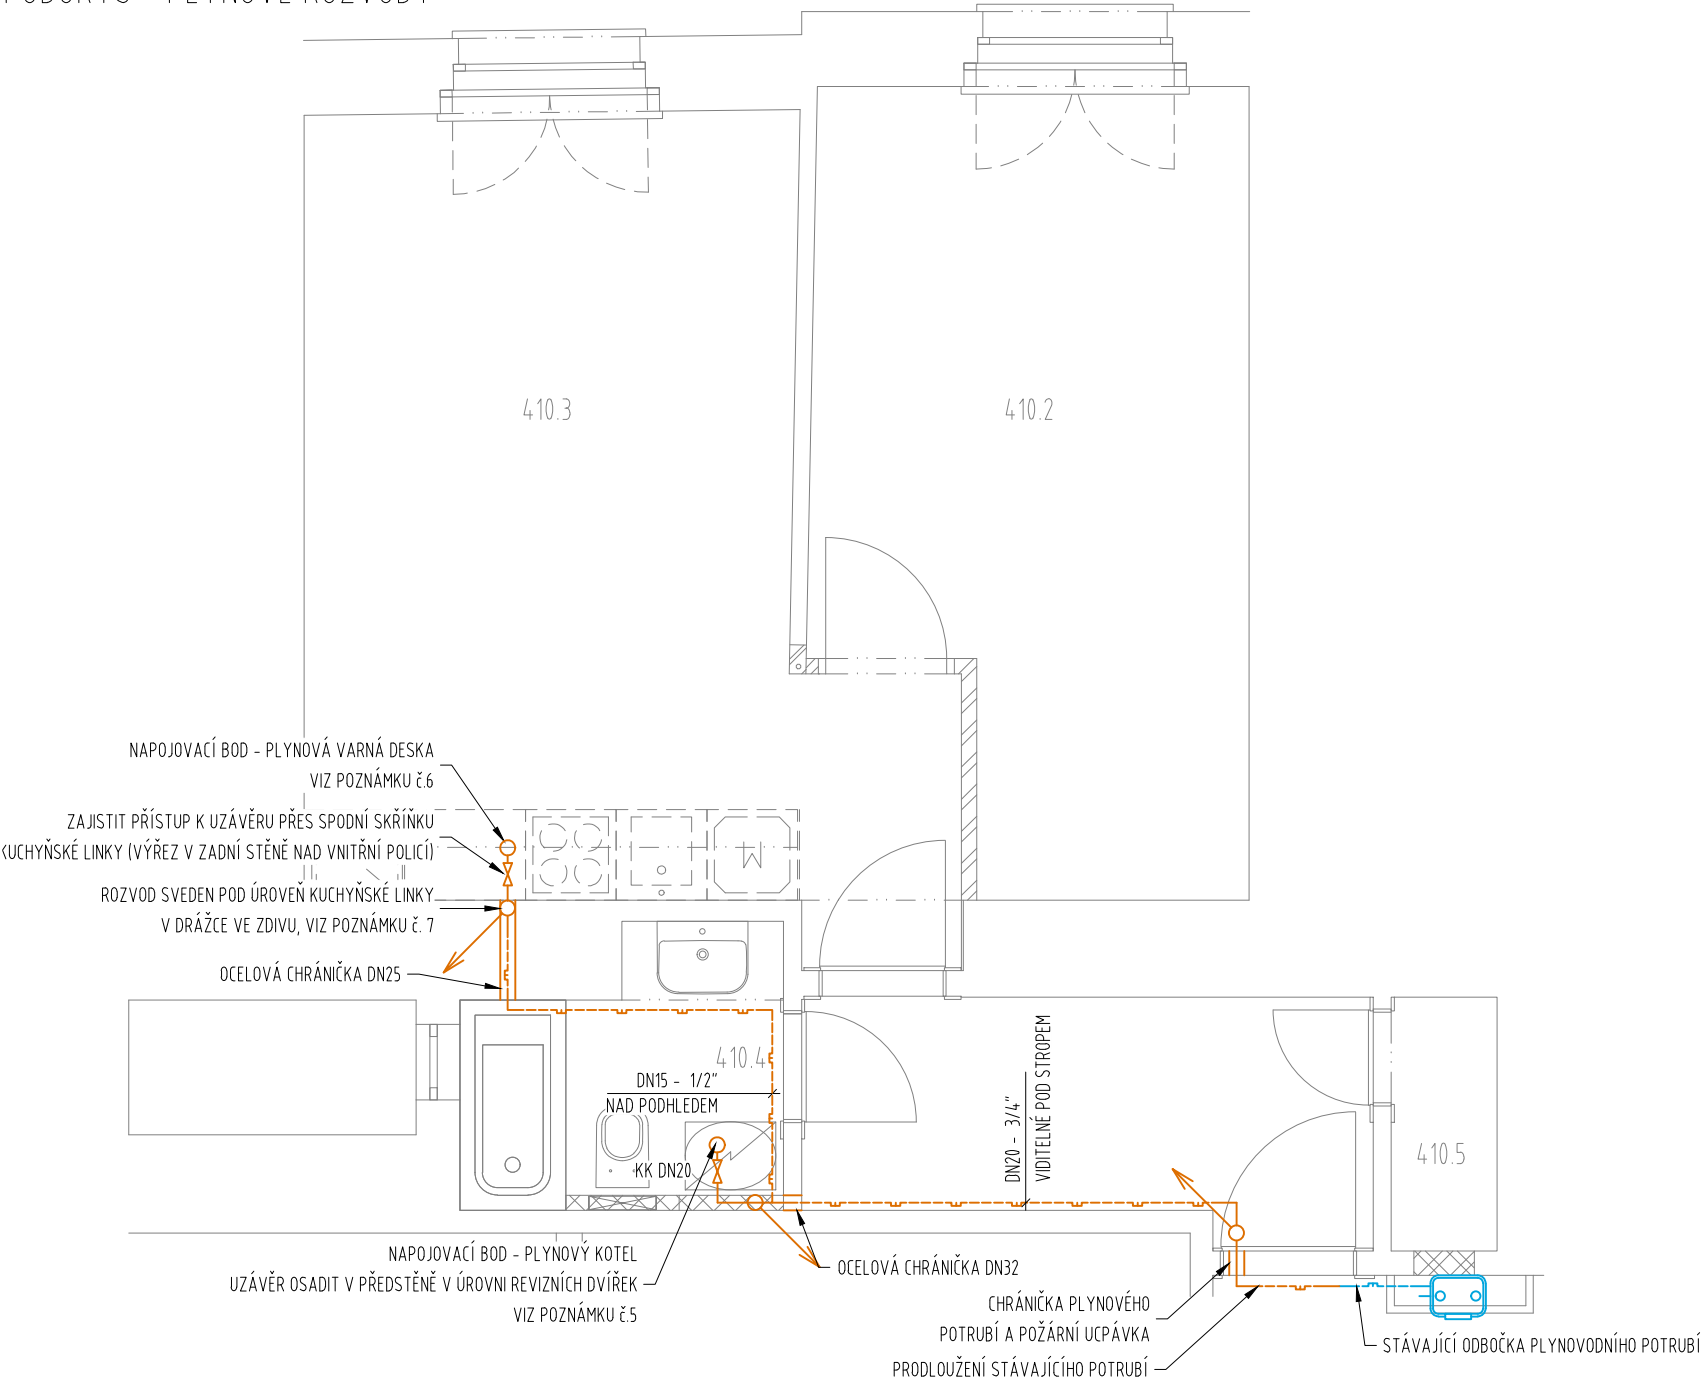 410.3
410.2
NAPOJOVACÍ BOD - PLYNOVÁ VARNÁ DESKA
VIZ POZNÁMKU č.6
ZAJISTIT PŘÍSTUP K UZÁVĚRU PŘES SPODNÍ SKŘÍŇKU
KUCHYŇSKÉ LINKY (VÝŘEZ V ZADNÍ STĚNĚ NAD VNITŘNÍ POLICÍ)
ROZVOD SVEDEN POD ÚROVEŇ KUCHYŇSKÉ LINKY
V DRÁŽCE VE ZDIVU, VIZ POZNÁMKU č. 7
OCELOVÁ CHRÁNIČKA DN25
410.4
DN15 - 1/2"
NAD PODHLEDEM
KK DN20
DN20 - 3/4"
VIDITELNÉ POD STROPEM
410.5
NAPOJOVACÍ BOD - PLYNOVÝ KOTEL
UZÁVĚR OSADIT V PŘEDSTĚNĚ V ÚROVNI REVIZNÍCH DVÍŘEK
VIZ POZNÁMKU č.5
OCELOVÁ CHRÁNIČKA DN32
CHRÁNIČKA PLYNOVÉHO
POTRUBÍ A POŽÁRNÍ UCPÁVKA
PRODLOUŽENÍ STÁVAJÍCÍHO POTRUBÍ
STÁVAJÍCÍ ODBOČKA PLYNOVODNÍHO POTRUBÍ